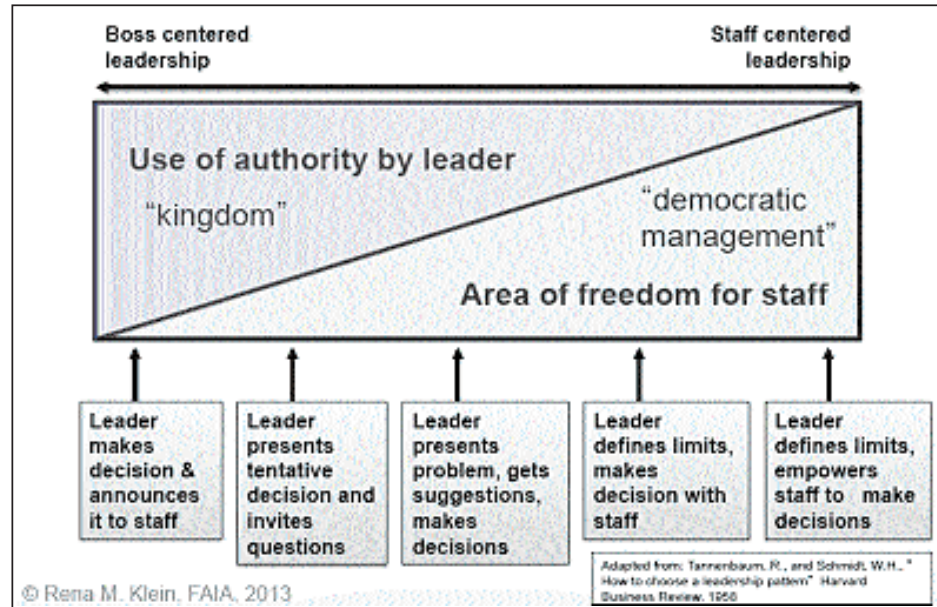 Boss centered
leadership
Staff centered
leadership
Use of authority by leader
“kingdom”
“democratic
management”
Area of freedom for staff
Leader
makes
decision &
announces
it to staff
Leader
presents
tentative
decision and
invites
questions
Leader
presents
problem, gets
suggestions,
makes
decisions
Leader
defines limits,
makes
decision with
staff
Leader
defines limits,
empowers
staff to make
decisions
Adapted from: Tannenbaum, R., and Schmidt, W.H., “
How to choose a leadership pattern” Harvard
Business Review, 1958
© Rena M. Klein, FAIA, 2013